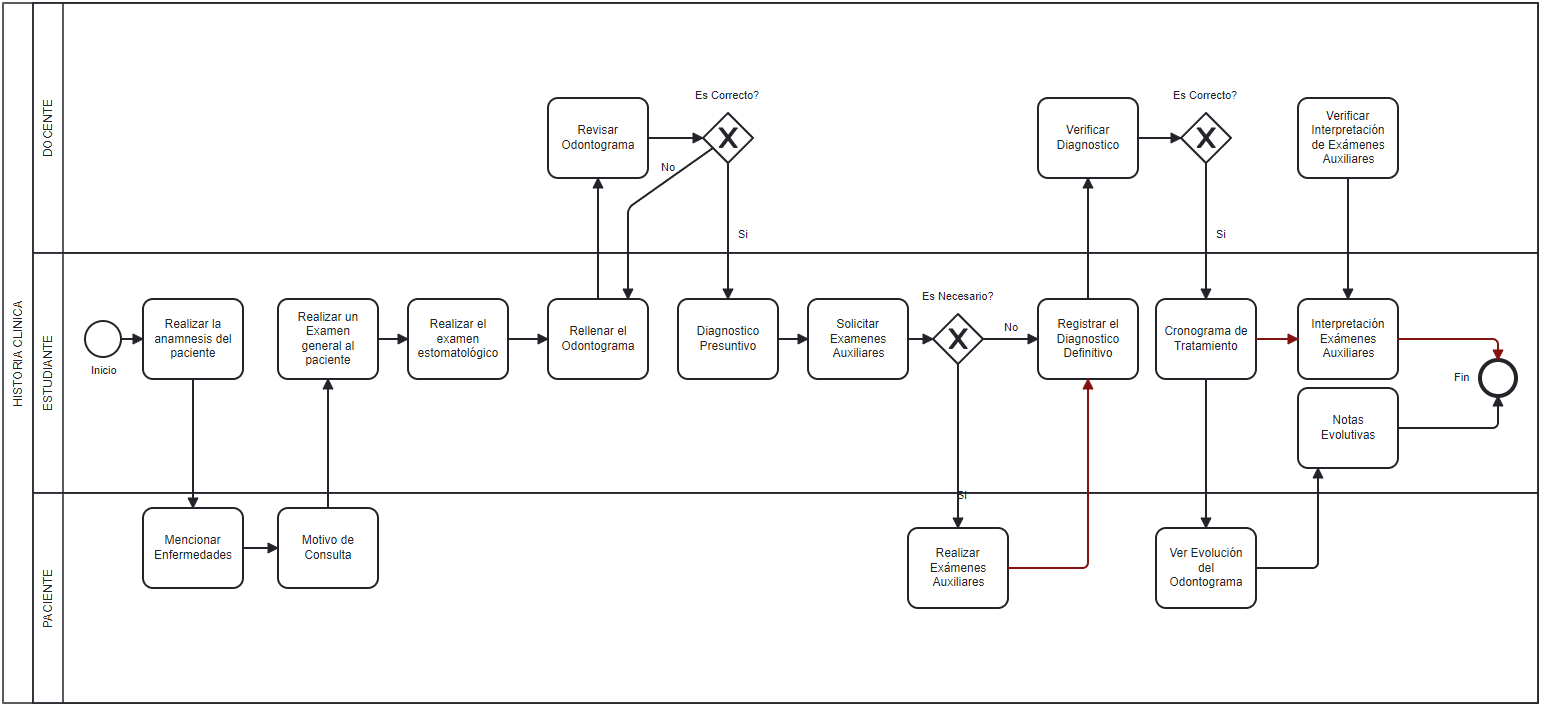 HISTORIA CLINICA
DOCENTE
Revisar
Odontograma
Es Correcto?
No
Si
Verificar
Diagnostico
Es Correcto?
Si
Verificar
Interpretación
de Exámenes
Auxiliares
ESTUDIANTE
Inicio
Realizar la
anamnesis del
paciente
Realizar un
Examen
general al
paciente
Realizar el
examen
estomatológico
Rellenar el
Odontograma
Diagnostico
Presuntivo
Solicitar
Examenes
Auxiliares
Es Necesario?
No
Si
Registrar el
Diagnostico
Definitivo
Cronograma de
Tratamiento
Interpretación
Exámenes
Auxiliares
Fin
Notas
Evolutivas
PACIENTE
Mencionar
Enfermedades
Motivo de
Consulta
Realizar
Exámenes
Auxiliares
Ver Evolución
del
Odontograma